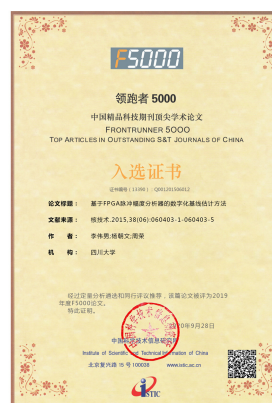 F5000
领跑者 5000
中国精品科技期刊顶尖学术论文
FRONTRUNNER 5000
TOP ARTICLES IN OUTSTANDING S&T JOURNALS OF CHINA
入选证书
论文标题：基于FPGA脉冲幅度分析器的数字化基线估计方法
文献来源：核技术.2015,38(06):060403-1-060403-5
作 者：李伟男;杨朝文;周荣
机 构：四川大学
经过定量分析遴选和同行评议推荐，该篇论文被评为2019
年度F5000论文。
特此证明。
0年9月28日
中国科学技术信息研究所
Institute of Scientific and Technical Information of China
北京复兴路 15 号 100038 www.istic.ac.cn
ISTIC